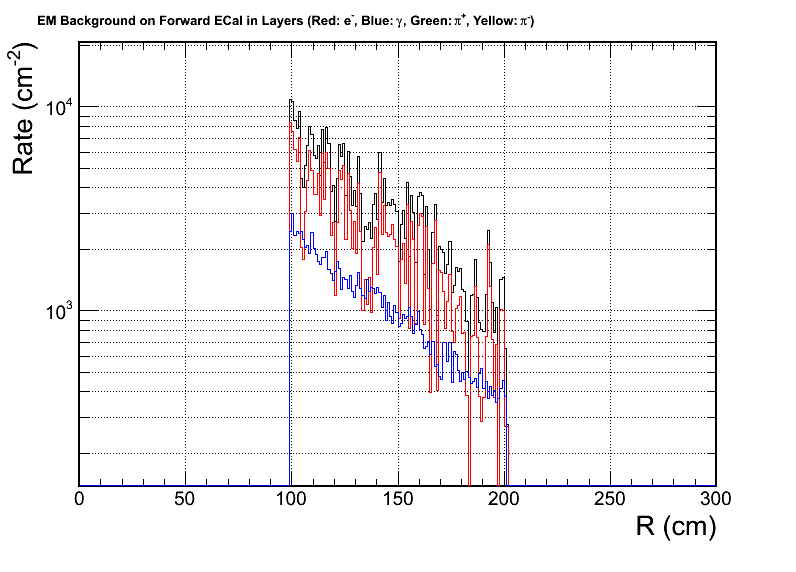 EM Background on Forward ECal in Layers (Red: e⁻, Blue: γ, Green: π⁺, Yellow: π⁻)
Rate (cm⁻²)
10⁴
10³
0 50 100 150 200 250 300
R (cm)